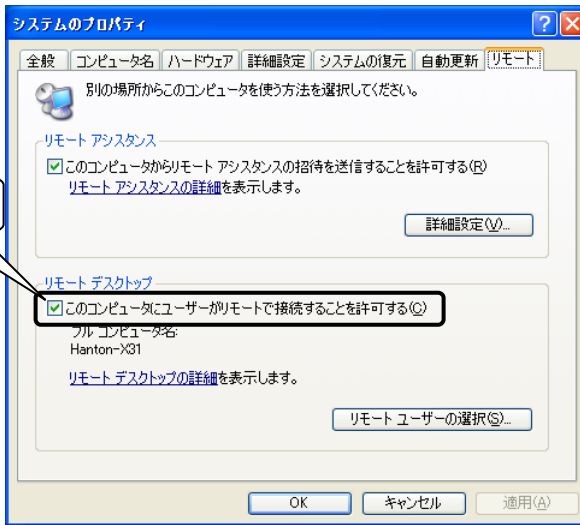 システムのプロパティ
全般 コンピュータ名 ハードウェア 詳細設定 システムの復元 自動更新 リモート
別の場所からこのコンピュータを使う方法を選択してください。
リモート アシスタンス
このコンピュータからリモート アシスタンスの招待を送信することを許可する(R)
リモート アシスタンスの詳細を表示します。
詳細設定(V)...
リモート デスクトップ
このコンピュータにユーザーがリモートで接続することを許可する(C)
フル コンピュータ名:
Hanton-X31
リモート デスクトップの詳細を表示します。
リモート ユーザーの選択(S)...
OK キャンセル 適用(A)